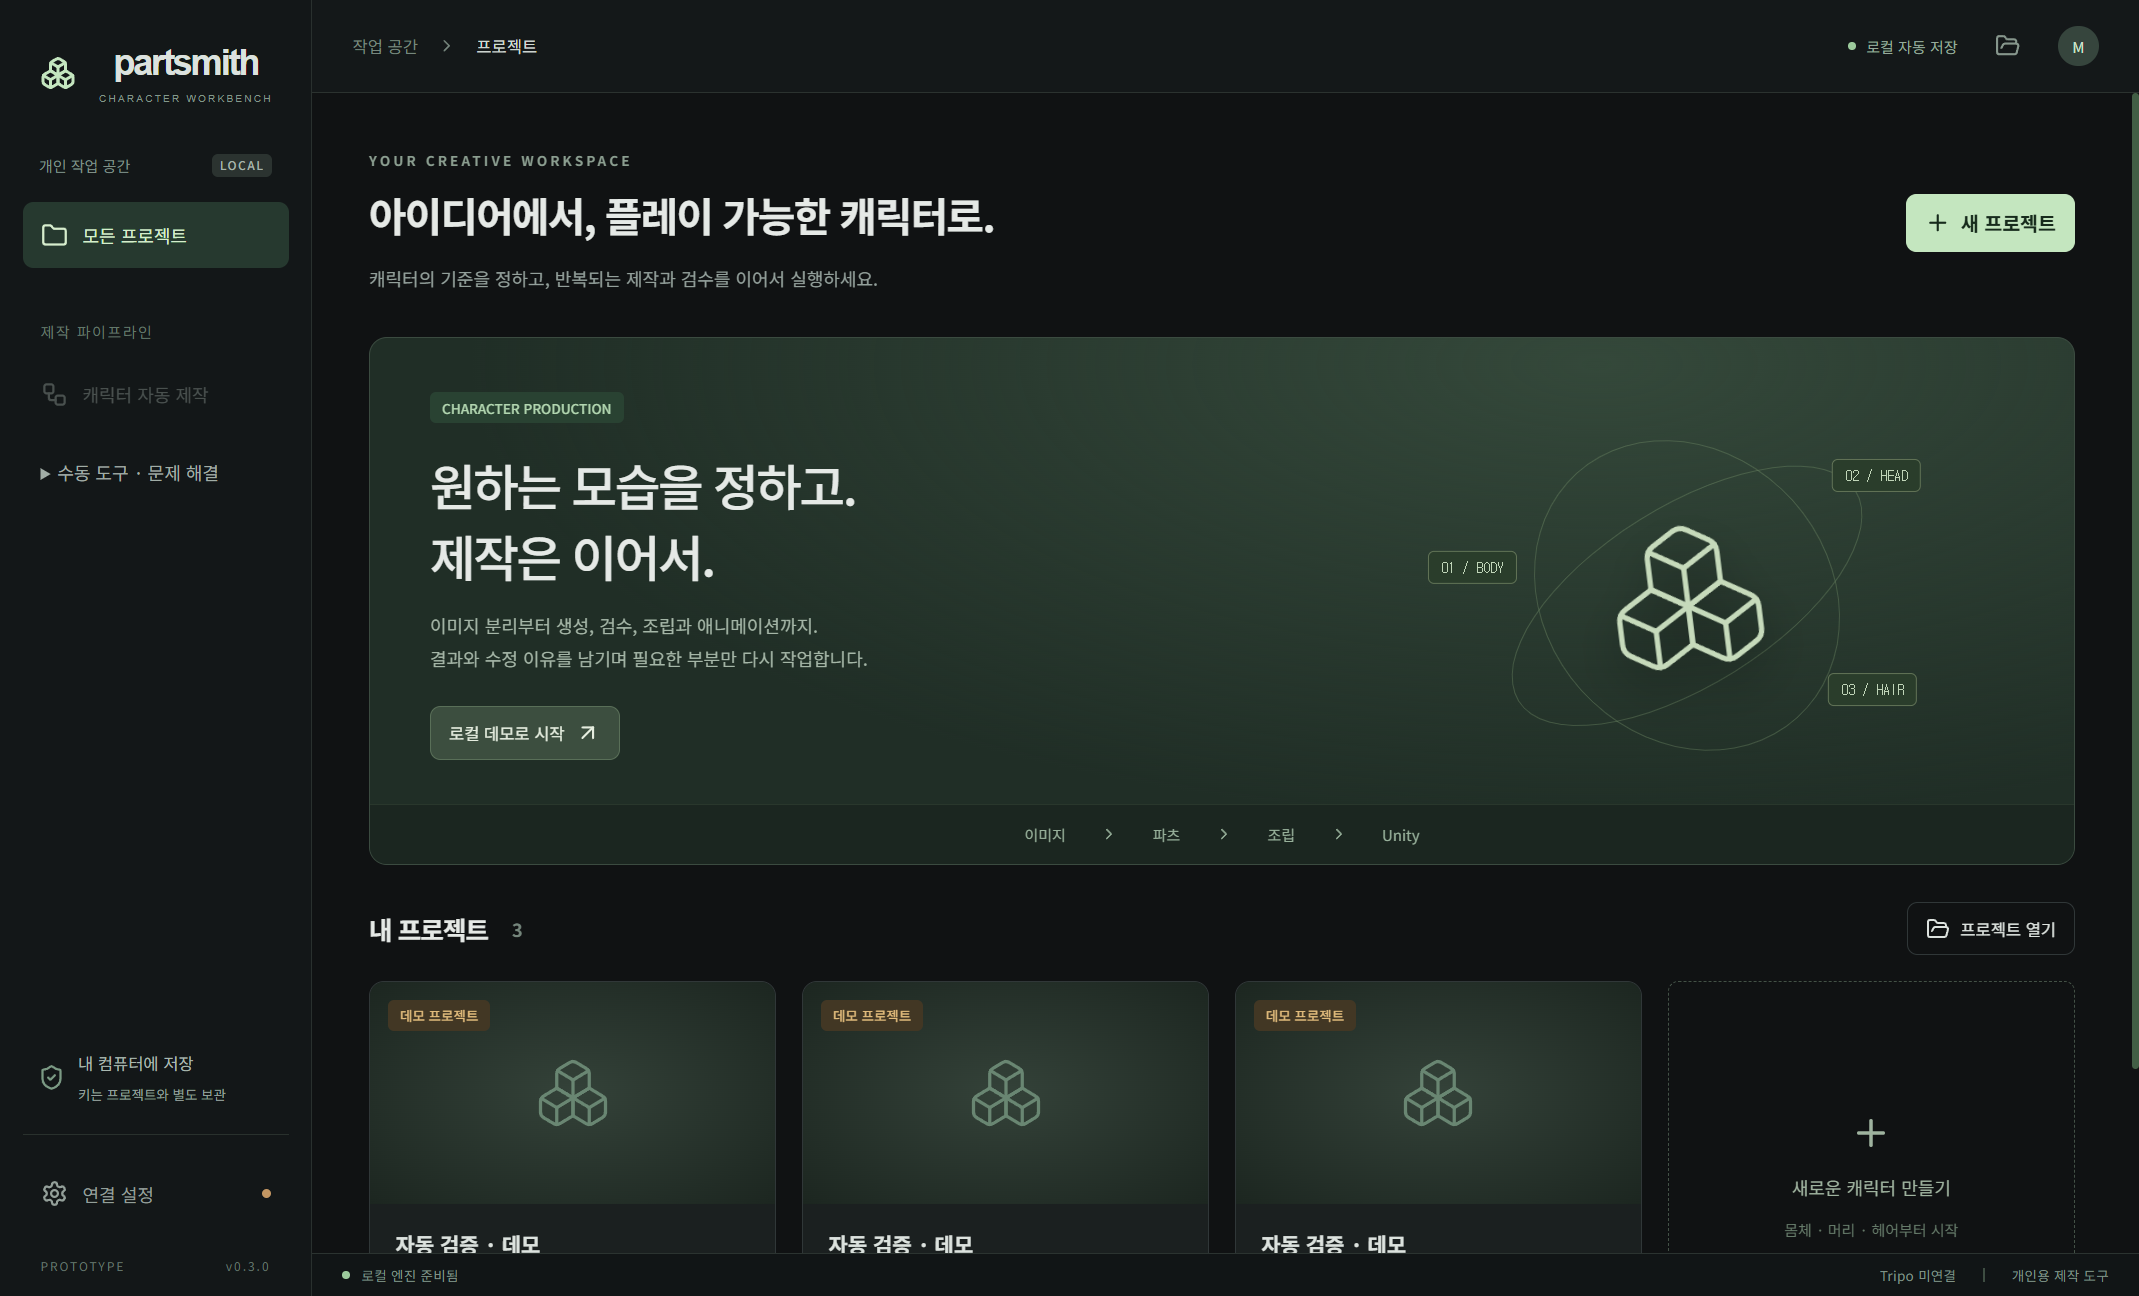 partsmith
CHARACTER WORKBENCH
개인 작업 공간
LOCAL
모든 프로젝트
제작 파이프라인
캐릭터 자동 제작
수동 도구 · 문제 해결
내 컴퓨터에 저장
키는 프로젝트와 별도 보관
연결 설정
PROTOTYPE
v0.3.0
작업 공간
프로젝트
로컬 자동 저장
M
YOUR CREATIVE WORKSPACE
아이디어에서, 플레이 가능한 캐릭터로.
캐릭터의 기준을 정하고, 반복되는 제작과 검수를 이어서 실행하세요.
새 프로젝트
CHARACTER PRODUCTION
원하는 모습을 정하고.
제작은 이어서.
이미지 분리부터 생성, 검수, 조립과 애니메이션까지.
결과와 수정 이유를 남기며 필요한 부분만 다시 작업합니다.
로컬 데모로 시작
01 / BODY
02 / HEAD
03 / HAIR
이미지
파츠
조립
Unity
내 프로젝트 3
프로젝트 열기
데모 프로젝트
자동 검증 · 데모
데모 프로젝트
자동 검증 · 데모
데모 프로젝트
자동 검증 · 데모
새로운 캐릭터 만들기
몸체 · 머리 · 헤어부터 시작
로컬 엔진 준비됨
Tripo 미연결
개인용 제작 도구